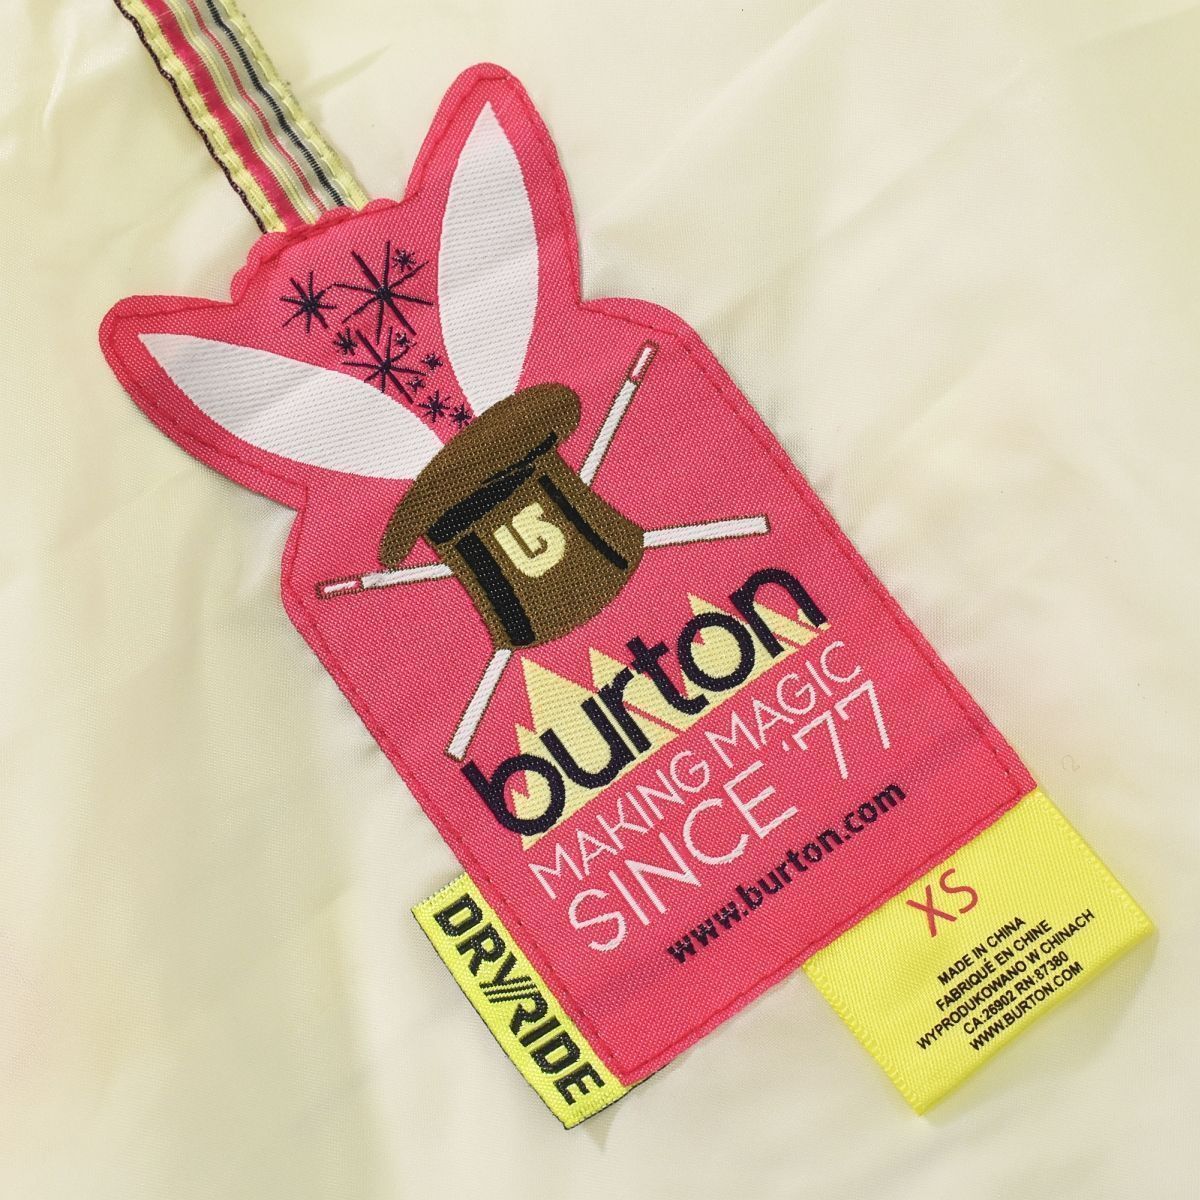 burton
MAKING MAGIC
SINCE '77
www.burton.com
DRYRIDE
XS
MADE IN CHINA
FABRIQUÉ EN CHINE
WYPRODUKOWANO W CHINACH
CA:26902 RN:87380
WWW.BURTON.COM